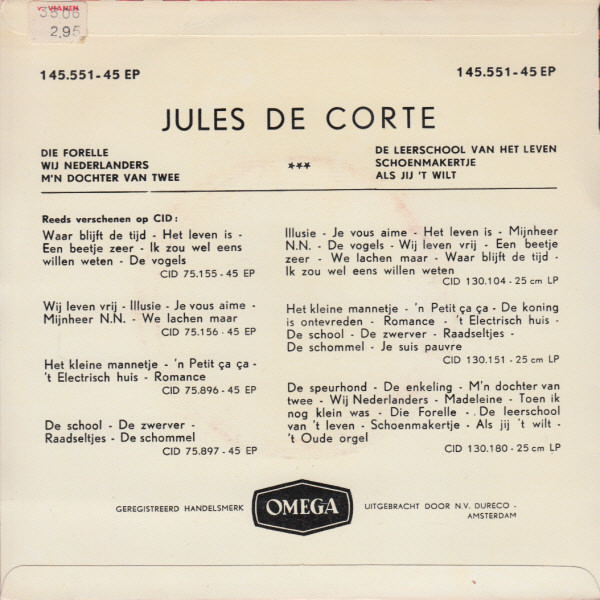 V. VIANEN
3506
2,95
145.551-45 EP
145.551-45 EP
JULES DE CORTE
DIE FORELLE
WIJ NEDERLANDERS
M'N DOCHTER VAN TWEE
***
DE LEERSCHOOL VAN HET LEVEN
SCHOENMAKERTJE
ALS JIJ 'T WILT
Reeds verschenen op CID:
Waar blijft de tijd - Het leven is -
Een beetje zeer - Ik zou wel eens
willen weten - De vogels
CID 75.155-45 EP
Wij leven vrij - Illusie - Je vous aime -
Mijnheer N.N. - We lachen maar
CID 75.156-45 EP
Het kleine mannetje - 'n Petit ça ça -
't Electrisch huis - Romance
CID 75.896-45 EP
De school - De zwerver -
Raadseltjes - De schommel
CID 75.897-45 EP
Illusie - Je vous aime - Het leven is - Mijnheer
N.N. - De vogels - Wij leven vrij - Een beetje
zeer - We lachen maar - Waar blijft de tijd -
Ik zou wel eens willen weten
CID 130.104-25 cm LP
Het kleine mannetje - 'n Petit ça ça - De koning
is ontevreden - Romance - 't Electrisch huis -
De school - De zwerver - Raadseltjes -
De schommel - Je suis pauvre
CID 130.151-25 cm LP
De speurhond - De enkeling - M'n dochter van
twee - Wij Nederlanders - Madeleine - Toen ik
nog klein was - Die Forelle - De leerschool
van 't leven - Schoenmakertje - Als jij 't wilt -
't Oude orgel
CID 130.180-25 cm LP
GEREGISTREERD HANDELSMERK
OMEGA
UITGEBRACHT DOOR N.V. DURECO -
AMSTERDAM